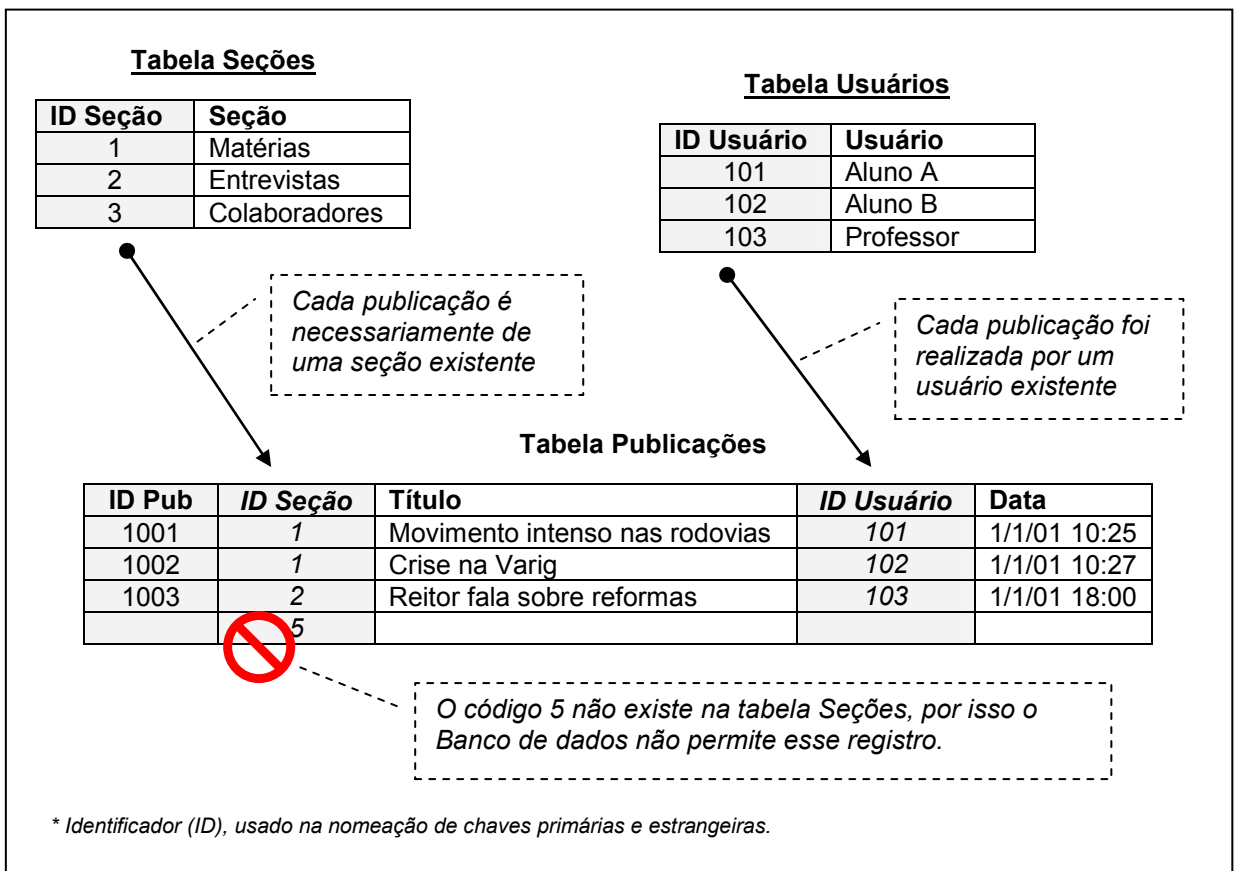 Tabela Seções
ID Seção Seção
1 Matérias
2 Entrevistas
3 Colaboradores
Tabela Usuários
ID Usuário Usuário
101 Aluno A
102 Aluno B
103 Professor
Cada publicação é
necessariamente de
uma seção existente
Cada publicação foi
realizada por um
usuário existente
Tabela Publicações
ID Pub ID Seção Título ID Usuário Data
1001 1 Movimento intenso nas rodovias 101 1/1/01 10:25
1002 1 Crise na Varig 102 1/1/01 10:27
1003 2 Reitor fala sobre reformas 103 1/1/01 18:00
5
O código 5 não existe na tabela Seções, por isso o
Banco de dados não permite esse registro.
* Identificador (ID), usado na nomeação de chaves primárias e estrangeiras.